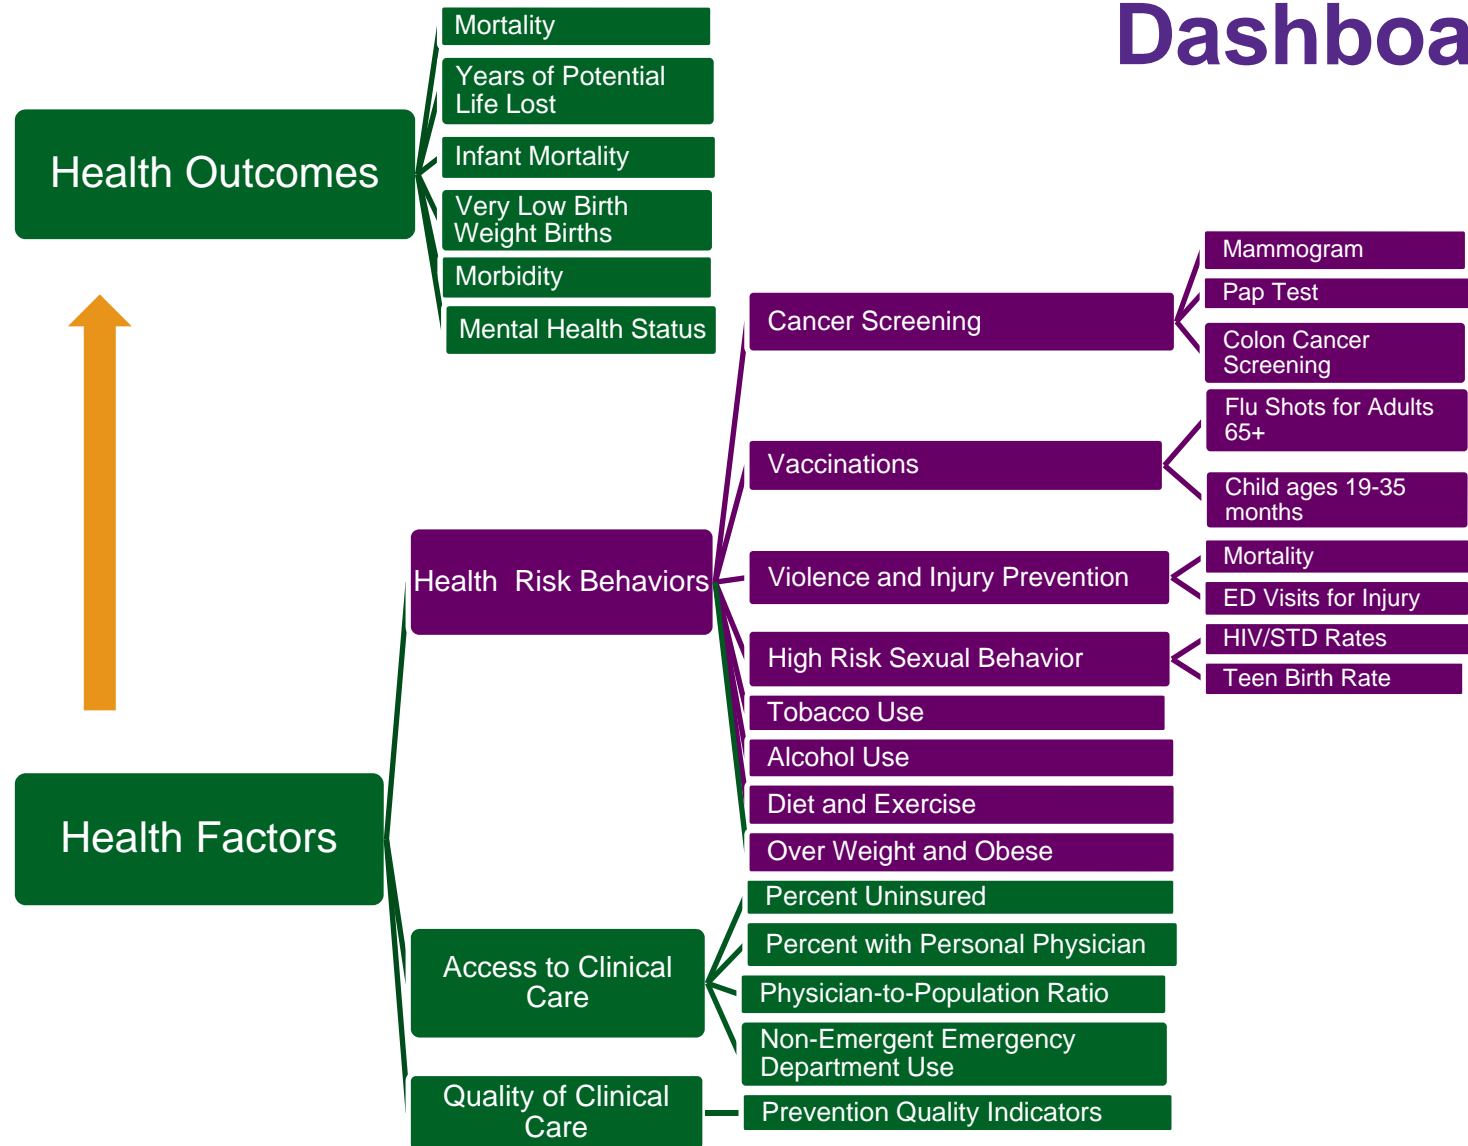 Dashboa
Health Outcomes
Mortality
Years of Potential
Life Lost
Infant Mortality
Very Low Birth
Weight Births
Morbidity
Mental Health Status
Health Factors
Health  Risk Behaviors
Cancer Screening
Mammogram
Pap Test
Colon Cancer
Screening
Vaccinations
Flu Shots for Adults
65+
Child ages 19-35
months
Violence and Injury Prevention
Mortality
ED Visits for Injury
High Risk Sexual Behavior
HIV/STD Rates
Teen Birth Rate
Tobacco Use
Alcohol Use
Diet and Exercise
Over Weight and Obese
Access to Clinical
Care
Percent Uninsured
Percent with Personal Physician
Physician-to-Population Ratio
Non-Emergent Emergency
Department Use
Quality of Clinical
Care
Prevention Quality Indicators